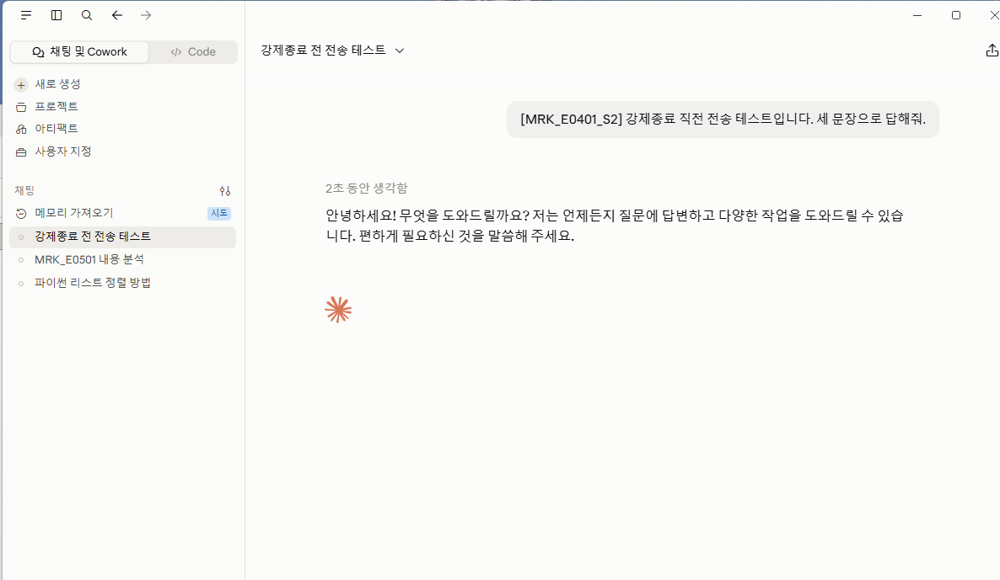 채팅 및 Cowork
Code
새로 생성
프로젝트
아티팩트
사용자 지정
채팅
메모리 가져오기
시도
강제종료 전 전송 테스트
MRK_E0501 내용 분석
파이썬 리스트 정렬 방법
강제종료 전 전송 테스트
[MRK_E0401_S2] 강제종료 직전 전송 테스트입니다. 세 문장으로 답해줘.
2초 동안 생각함
안녕하세요! 무엇을 도와드릴까요? 저는 언제든지 질문에 답변하고 다양한 작업을 도와드릴 수 있습
니다. 편하게 필요하신 것을 말씀해 주세요.